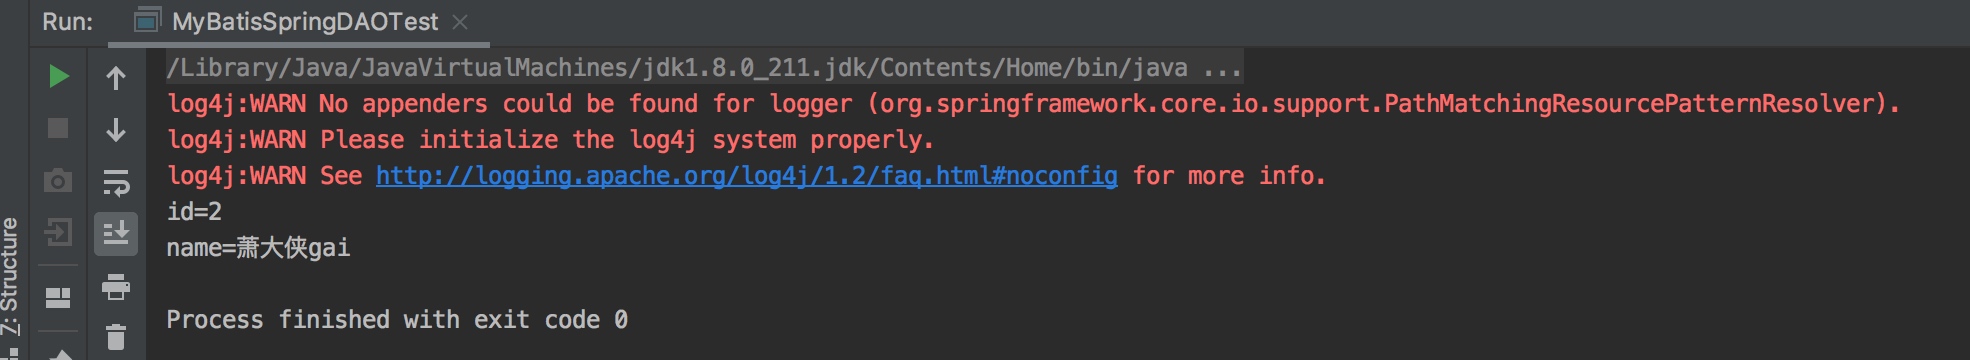 Run: MyBatisSpringDAOTest
/Library/Java/JavaVirtualMachines/jdk1.8.0_211.jdk/Contents/Home/bin/java ...
log4j:WARN No appenders could be found for logger (org.springframework.core.io.support.PathMatchingResourcePatternResolver).
log4j:WARN Please initialize the log4j system properly.
log4j:WARN See http://logging.apache.org/log4j/1.2/faq.html#noconfig for more info.
id=2
name=萧大侠gai
Process finished with exit code 0
7: Structure